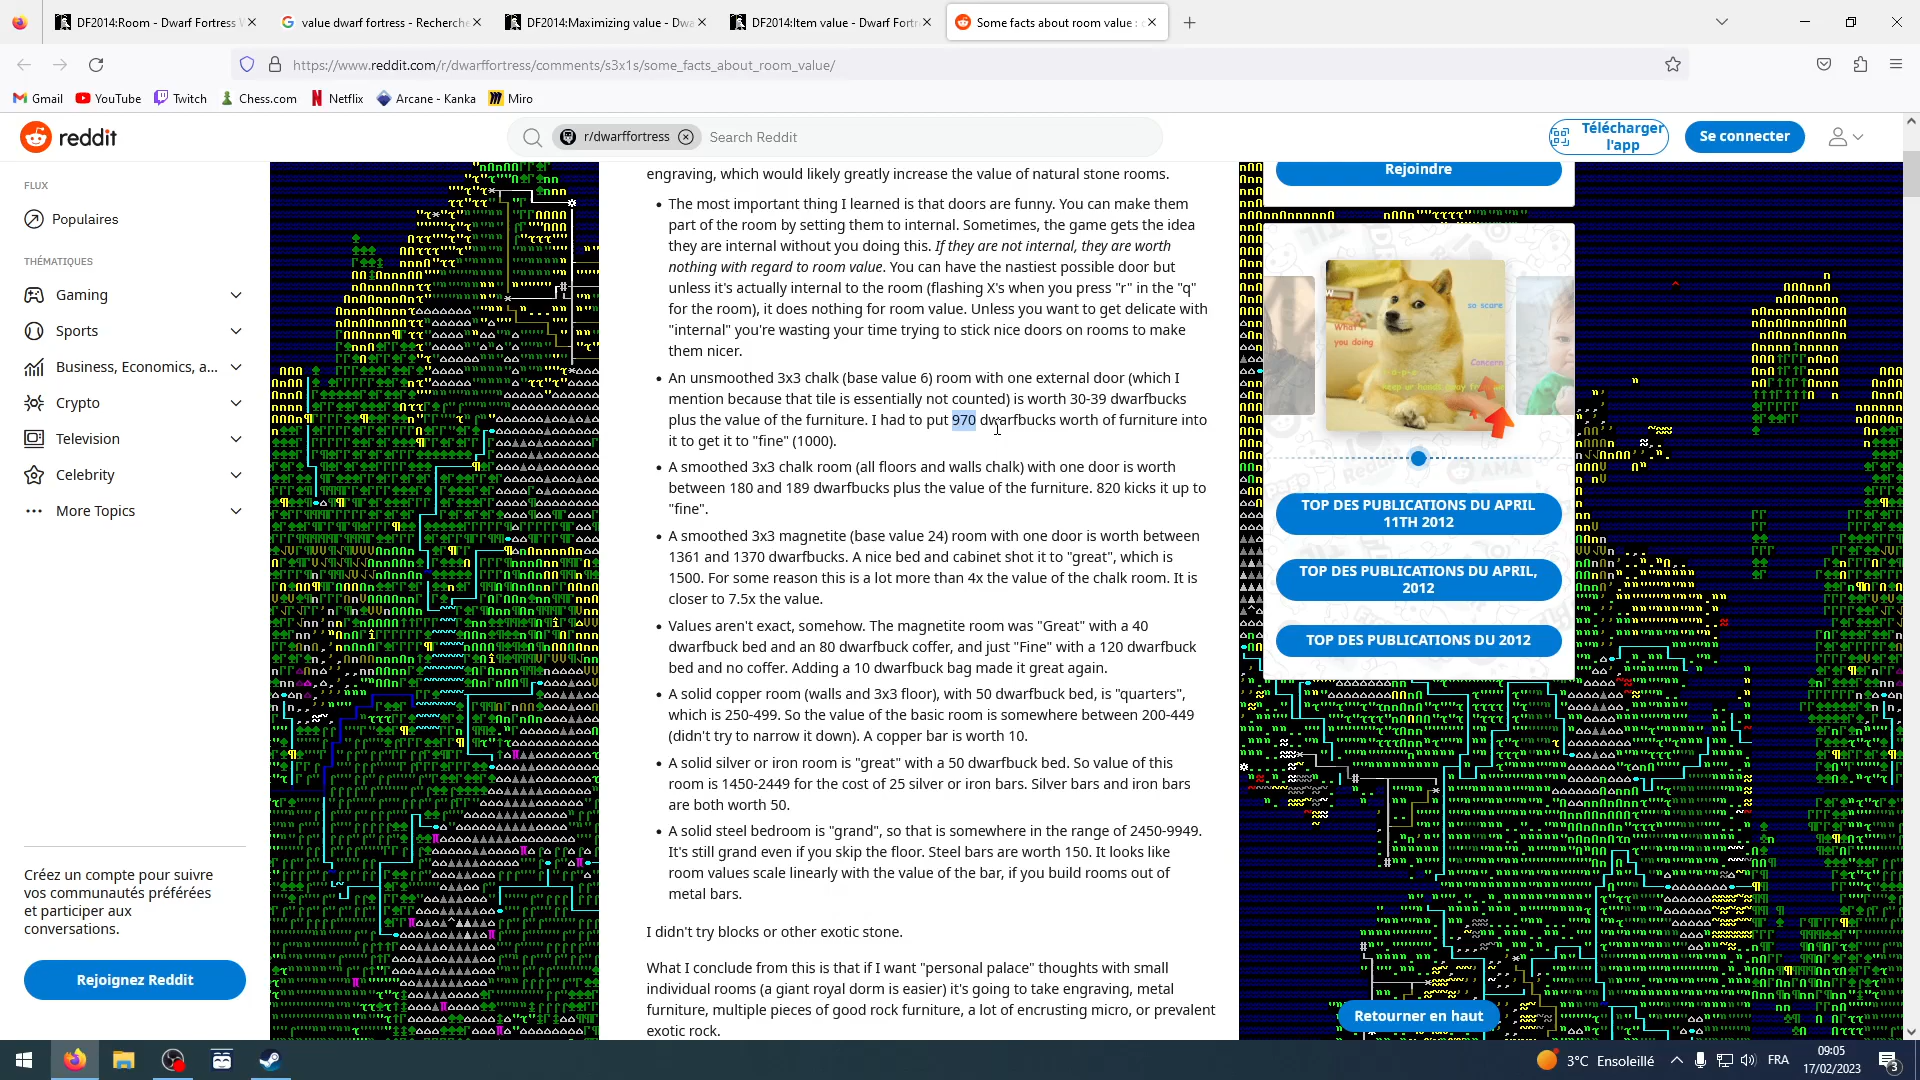 DF2014:Room - Dwarf Fortress W
value dwarf fortress - Recherche
DF2014:Maximizing value - Dwa
DF2014:Item value - Dwarf Fortr
Some facts about room value : d
https://www.reddit.com/r/dwarffortress/comments/s3x1s/some_facts_about_room_value/
Gmail YouTube Twitch Chess.com Netflix Arcane - Kanka Miro
reddit
r/dwarffortress
Search Reddit
Télécharger
l'app
Se connecter
FLUX
Populaires
THÉMATIQUES
Gaming
Sports
Business, Economics, a...
Crypto
Television
Celebrity
More Topics
Créez un compte pour suivre
vos communautés préférées
et participer aux
conversations.
Rejoignez Reddit
engraving, which would likely greatly increase the value of natural stone rooms.
The most important thing I learned is that doors are funny. You can make them
part of the room by setting them to internal. Sometimes, the game gets the idea
they are internal without you doing this. If they are not internal, they are worth
nothing with regard to room value. You can have the nastiest possible door but
unless it's actually internal to the room (flashing X's when you press "r" in the "q"
for the room), it does nothing for room value. Unless you want to get delicate with
"internal" you're wasting your time trying to stick nice doors on rooms to make
them nicer.
An unsmoothed 3x3 chalk (base value 6) room with one external door (which I
mention because that tile is essentially not counted) is worth 30-39 dwarfbucks
plus the value of the furniture. I had to put 970 dwarfbucks worth of furniture into
it to get it to "fine" (1000).
A smoothed 3x3 chalk room (all floors and walls chalk) with one door is worth
between 180 and 189 dwarfbucks plus the value of the furniture. 820 kicks it up to
"fine".
A smoothed 3x3 magnetite (base value 24) room with one door is worth between
1361 and 1370 dwarfbucks. A nice bed and cabinet shot it to "great", which is
1500. For some reason this is a lot more than 4x the value of the chalk room. It is
closer to 7.5x the value.
Values aren't exact, somehow. The magnetite room was "Great" with a 40
dwarfbuck bed and an 80 dwarfbuck coffer, and just "Fine" with a 120 dwarfbuck
bed and no coffer. Adding a 10 dwarfbuck bag made it great again.
A solid copper room (walls and 3x3 floor), with 50 dwarfbuck bed, is "quarters",
which is 250-499. So the value of the basic room is somewhere between 200-449
(didn't try to narrow it down). A copper bar is worth 10.
A solid silver or iron room is "great" with a 50 dwarfbuck bed. So value of this
room is 1450-2449 for the cost of 25 silver or iron bars. Silver bars and iron bars
are both worth 50.
A solid steel bedroom is "grand", so that is somewhere in the range of 2450-9949.
It's still grand even if you skip the floor. Steel bars are worth 150. It looks like
room values scale linearly with the value of the bar, if you build rooms out of
metal bars.
I didn't try blocks or other exotic stone.
What I conclude from this is that if I want "personal palace" thoughts with small
individual rooms (a giant royal dorm is easier) it's going to take engraving, metal
furniture, multiple pieces of good rock furniture, a lot of encrusting micro, or prevalent
exotic rock.
Rejoindre
so scare
you doing
Concern
TOP DES PUBLICATIONS DU APRIL
11TH 2012
TOP DES PUBLICATIONS DU APRIL,
2012
TOP DES PUBLICATIONS DU 2012
Retourner en haut
3°C Ensoleillé
FRA
09:05
17/02/2023
3